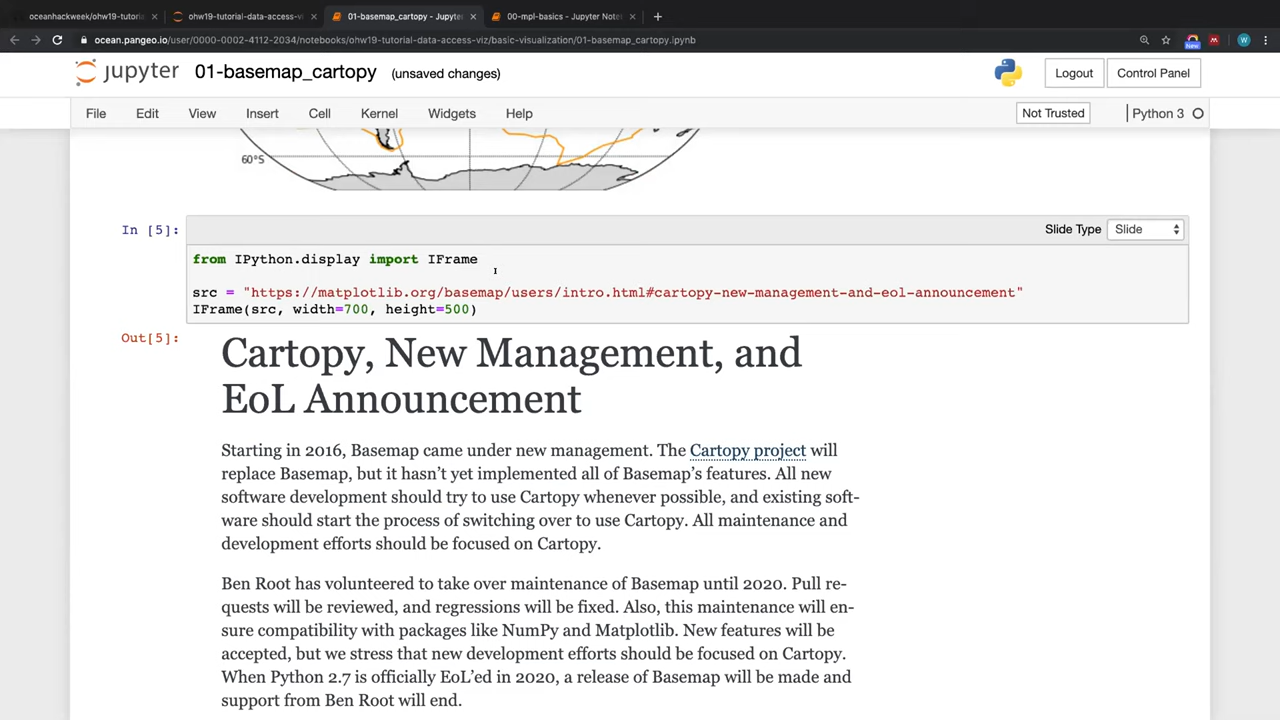 oceanhackweek/ohw19-tutoria
ohw19-tutorial-data-access-vi
01-basemap_cartopy - Jupyte
00-mpl-basics - Jupyter Note
ocean.pangeo.io/user/0000-0002-4112-2034/notebooks/ohw19-tutorial-data-access-viz/basic-visualization/01-basemap_cartopy.ipynb
New
W
jupyter 01-basemap_cartopy (unsaved changes)
Logout
Control Panel
File Edit View Insert Cell Kernel Widgets Help
Not Trusted
Python 3
60°S
In [5]:
Slide Type
Slide
from IPython.display import IFrame
src = "https://matplotlib.org/basemap/users/intro.html#cartopy-new-management-and-eol-announcement"
IFrame(src, width=700, height=500)
Out[5]:
Cartopy, New Management, and
EoL Announcement
Starting in 2016, Basemap came under new management. The Cartopy project will
replace Basemap, but it hasn’t yet implemented all of Basemap’s features. All new
software development should try to use Cartopy whenever possible, and existing soft-
ware should start the process of switching over to use Cartopy. All maintenance and
development efforts should be focused on Cartopy.
Ben Root has volunteered to take over maintenance of Basemap until 2020. Pull re-
quests will be reviewed, and regressions will be fixed. Also, this maintenance will en-
sure compatibility with packages like NumPy and Matplotlib. New features will be
accepted, but we stress that new development efforts should be focused on Cartopy.
When Python 2.7 is officially EoL’ed in 2020, a release of Basemap will be made and
support from Ben Root will end.